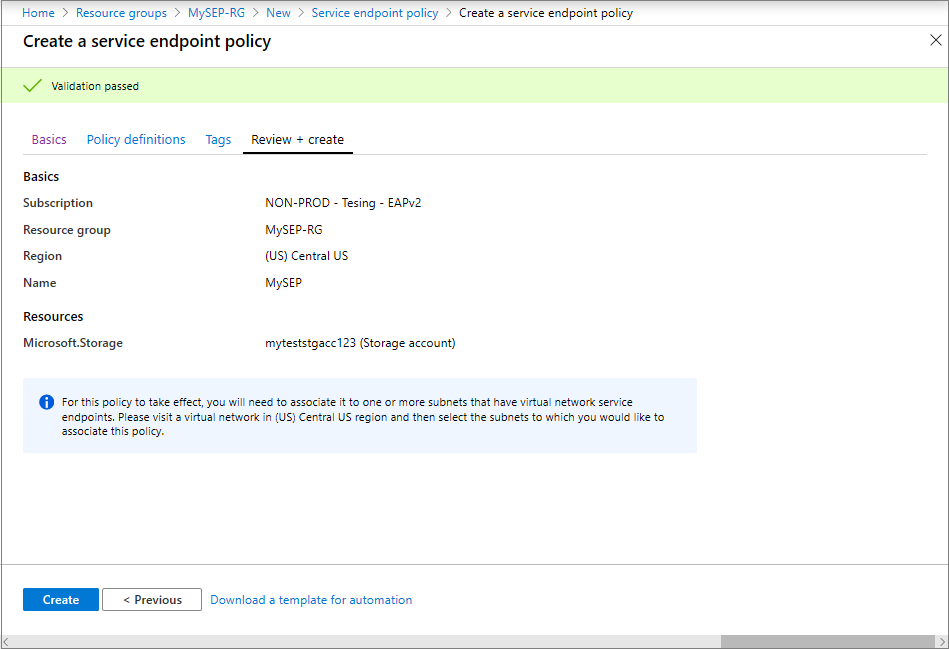 Home > Resource groups > MySEP-RG > New > Service endpoint policy > Create a service endpoint policy
Create a service endpoint policy
Validation passed
Basics Policy definitions Tags Review + create
Basics
Subscription NON-PROD - Tesing - EAPv2
Resource group MySEP-RG
Region (US) Central US
Name MySEP
Resources
Microsoft.Storage myteststgacc123 (Storage account)
For this policy to take effect, you will need to associate it to one or more subnets that have virtual network service
endpoints. Please visit a virtual network in (US) Central US region and then select the subnets to which you would like to
associate this policy.
Create < Previous Download a template for automation